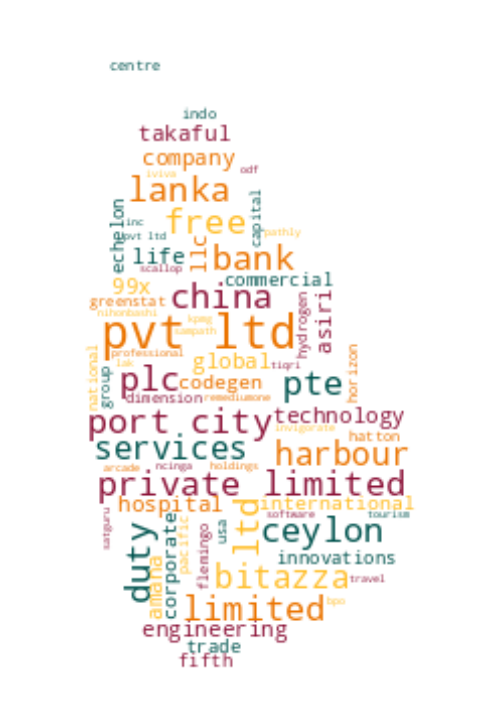 centre
indo
takaful
company
iviva
odf
lanka
free
echelon
inc
capital
pvt ltd
pathly
life
llc
bank
scallop
commercial
99x
china
greenstat
hydrogen
asiri
nihonbashi
kpmg
pvt ltd
sampath
professional
national
lak
global
tiqri
horizon
group
plc
codegen
pte
dimension
remediumone
port city
technology
invigorate
hatton
services
harbour
arcade
ncinga
holdings
private limited
hospital
ltd
international
satguru
duty
corporate
pacific
flemingo
usa
software
tourism
ceylon
innovations
amana
bitazza
travel
limited
bpo
engineering
trade
fifth